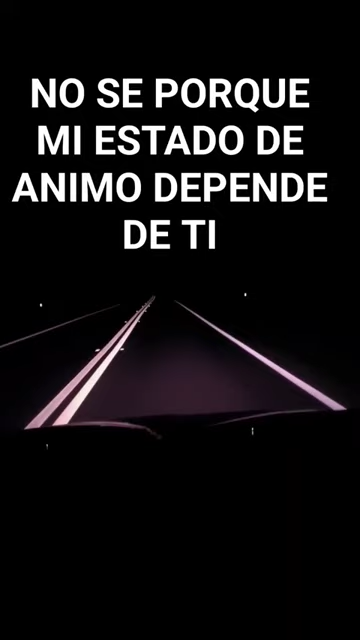 NO SE PORQUE
MI ESTADO DE
ANIMO DEPENDE
DE TI